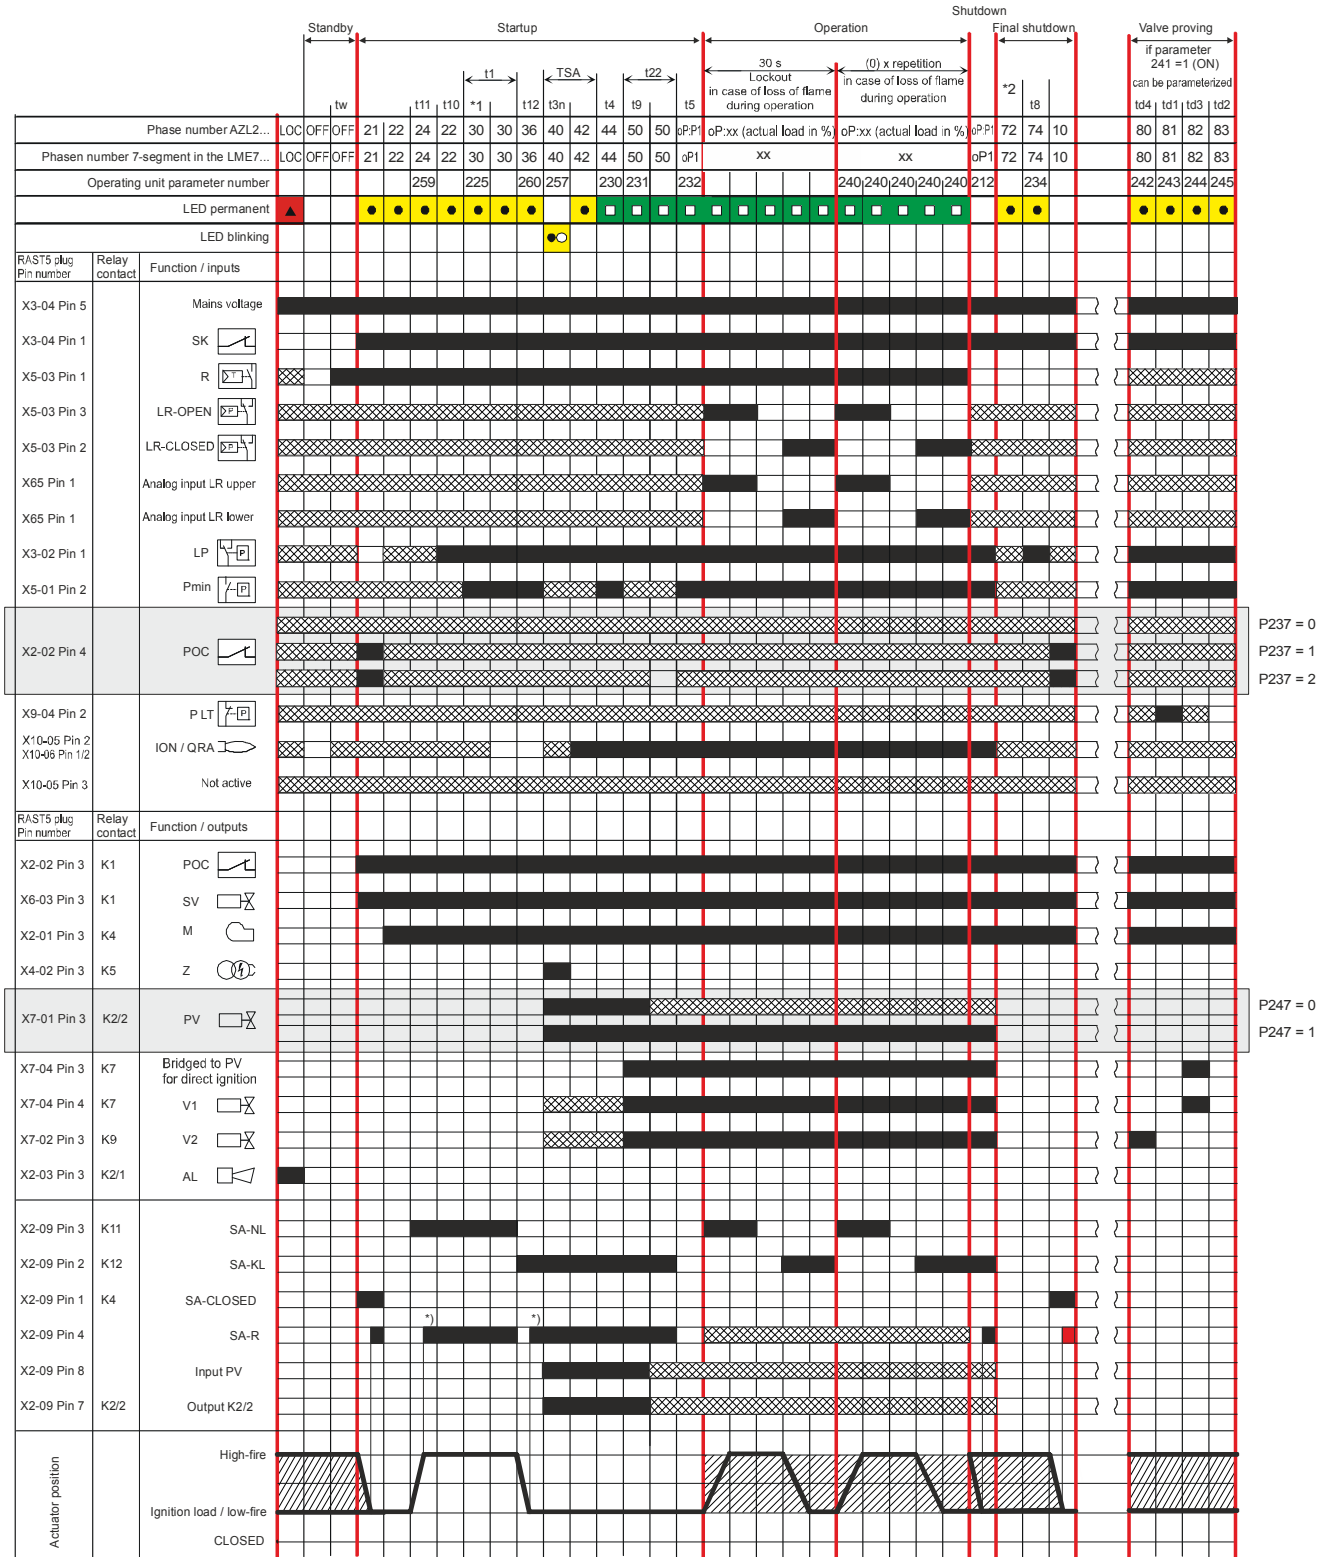 Shutdown
Standby Startup Operation Final shutdown Valve proving
if parameter
241 =1 (ON)
can be parameterized
30 s
Lockout
in case of loss of flame
during operation
(0) x repetition
in case of loss of flame
during operation
t1 TSA t22
tw t11 t10 *1 t12 t3n t4 t9 t5 *2 t8 td4 td1 td3 td2
Phase number AZL2... LOC OFF OFF 21 22 24 22 30 30 36 40 42 44 50 50 oP:P1 oP:xx (actual load in %) oP:xx (actual load in %) oP:P1 72 74 10 80 81 82 83
Phasen number 7-segment in the LME7... LOC OFF OFF 21 22 24 22 30 30 36 40 42 44 50 50 oP1 xx xx oP1 72 74 10 80 81 82 83
Operating unit parameter number 259 225 260 257 230 231 232 240 240 240 240 240 212 234 242 243 244 245
LED permanent
LED blinking
RAST5 plug Pin number Relay contact Function / inputs
X3-04 Pin 5 Mains voltage
X3-04 Pin 1 SK
X5-03 Pin 1 R T
X5-03 Pin 3 LR-OPEN P
X5-03 Pin 2 LR-CLOSED P
X65 Pin 1 Analog input LR upper
X65 Pin 1 Analog input LR lower
X3-02 Pin 1 LP P
X5-01 Pin 2 Pmin P
P237 = 0
X2-02 Pin 4 POC P237 = 1
P237 = 2
X9-04 Pin 2 P LT P
X10-05 Pin 2
X10-06 Pin 1/2 ION / QRA
X10-05 Pin 3 Not active
RAST5 plug Pin number Relay contact Function / outputs
X2-02 Pin 3 K1 POC
X6-03 Pin 3 K1 SV
X2-01 Pin 3 K4 M
X4-02 Pin 3 K5 Z
P247 = 0
X7-01 Pin 3 K2/2 PV
P247 = 1
X7-04 Pin 3 K7 Bridged to PV
for direct ignition
X7-04 Pin 4 K7 V1
X7-02 Pin 3 K9 V2
X2-03 Pin 3 K2/1 AL
X2-09 Pin 3 K11 SA-NL
X2-09 Pin 2 K12 SA-KL
X2-09 Pin 1 K4 SA-CLOSED
*) *)
X2-09 Pin 4 SA-R
X2-09 Pin 8 Input PV
X2-09 Pin 7 K2/2 Output K2/2
Actuator position
High-fire
Ignition load / low-fire
CLOSED